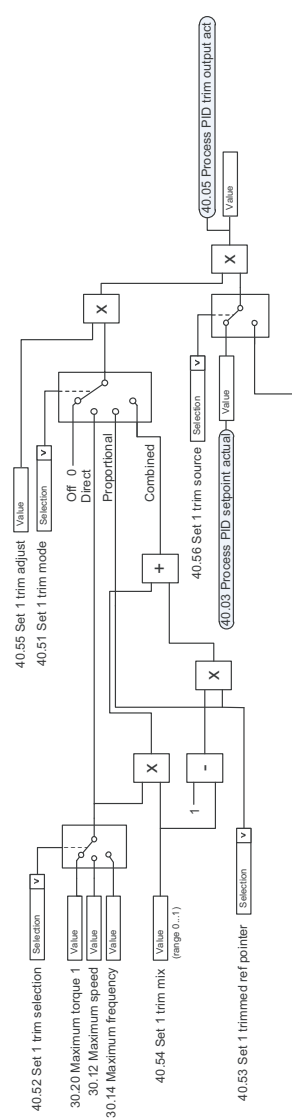 40.52 Set 1 trim selection
Selection v
30.20 Maximum torque 1
Value
30.12 Maximum speed
Value
30.14 Maximum frequency
Value
40.54 Set 1 trim mix
Value
(range 0...1)
40.53 Set 1 trimmed ref pointer
Selection v
x
1
-
x
+
40.55 Set 1 trim adjust
Value
40.51 Set 1 trim mode
Selection v
Off 0
Direct
Proportional
Combined
x
40.56 Set 1 trim source
Selection v
40.03 Process PID setpoint actual
Value
x
Value
40.05 Process PID trim output act